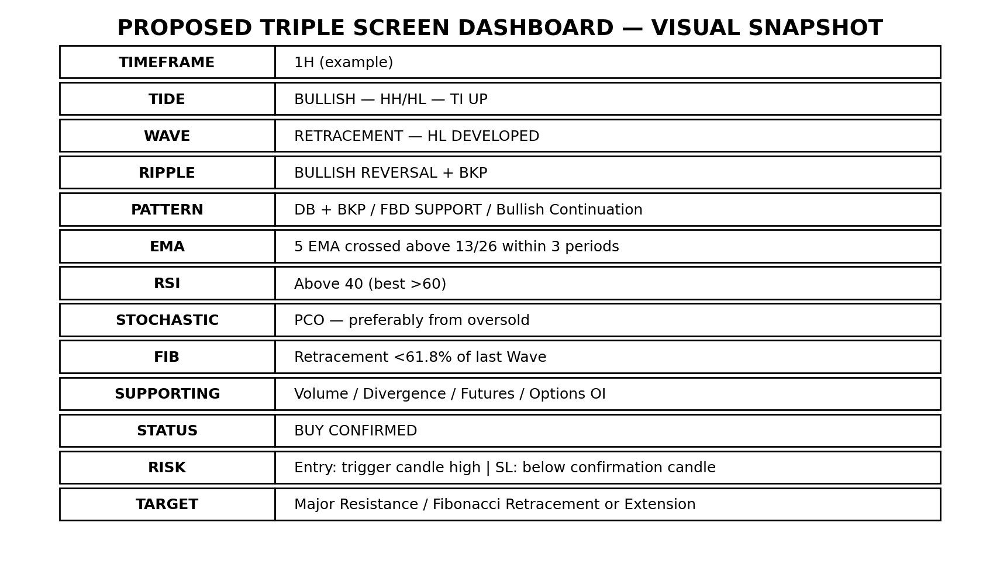 PROPOSED TRIPLE SCREEN DASHBOARD — VISUAL SNAPSHOT
TIMEFRAME 1H (example)
TIDE BULLISH — HH/HL — TI UP
WAVE RETRACEMENT — HL DEVELOPED
RIPPLE BULLISH REVERSAL + BKP
PATTERN DB + BKP / FBD SUPPORT / Bullish Continuation
EMA 5 EMA crossed above 13/26 within 3 periods
RSI Above 40 (best >60)
STOCHASTIC PCO — preferably from oversold
FIB Retracement <61.8% of last Wave
SUPPORTING Volume / Divergence / Futures / Options OI
STATUS BUY CONFIRMED
RISK Entry: trigger candle high | SL: below confirmation candle
TARGET Major Resistance / Fibonacci Retracement or Extension